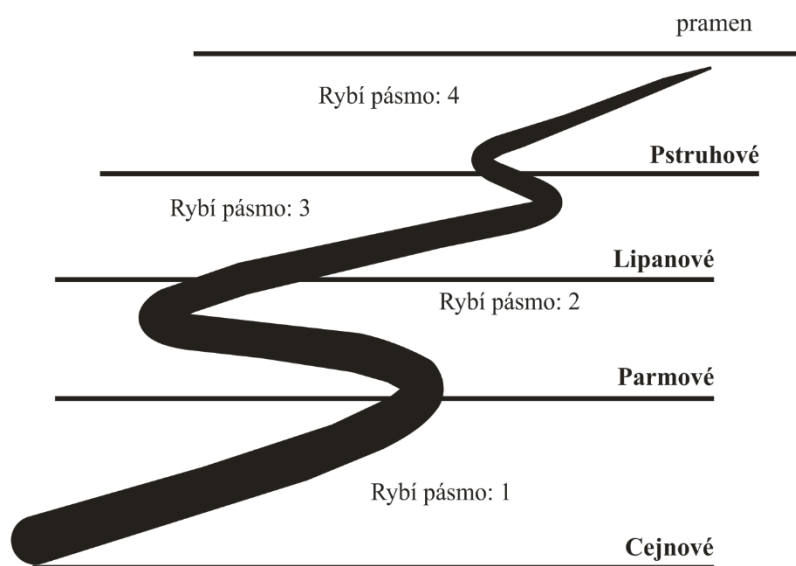 pramen
Rybí pásmo: 4
Pstruhové
Rybí pásmo: 3
Lipanové
Rybí pásmo: 2
Parmové
Rybí pásmo: 1
Cejnové